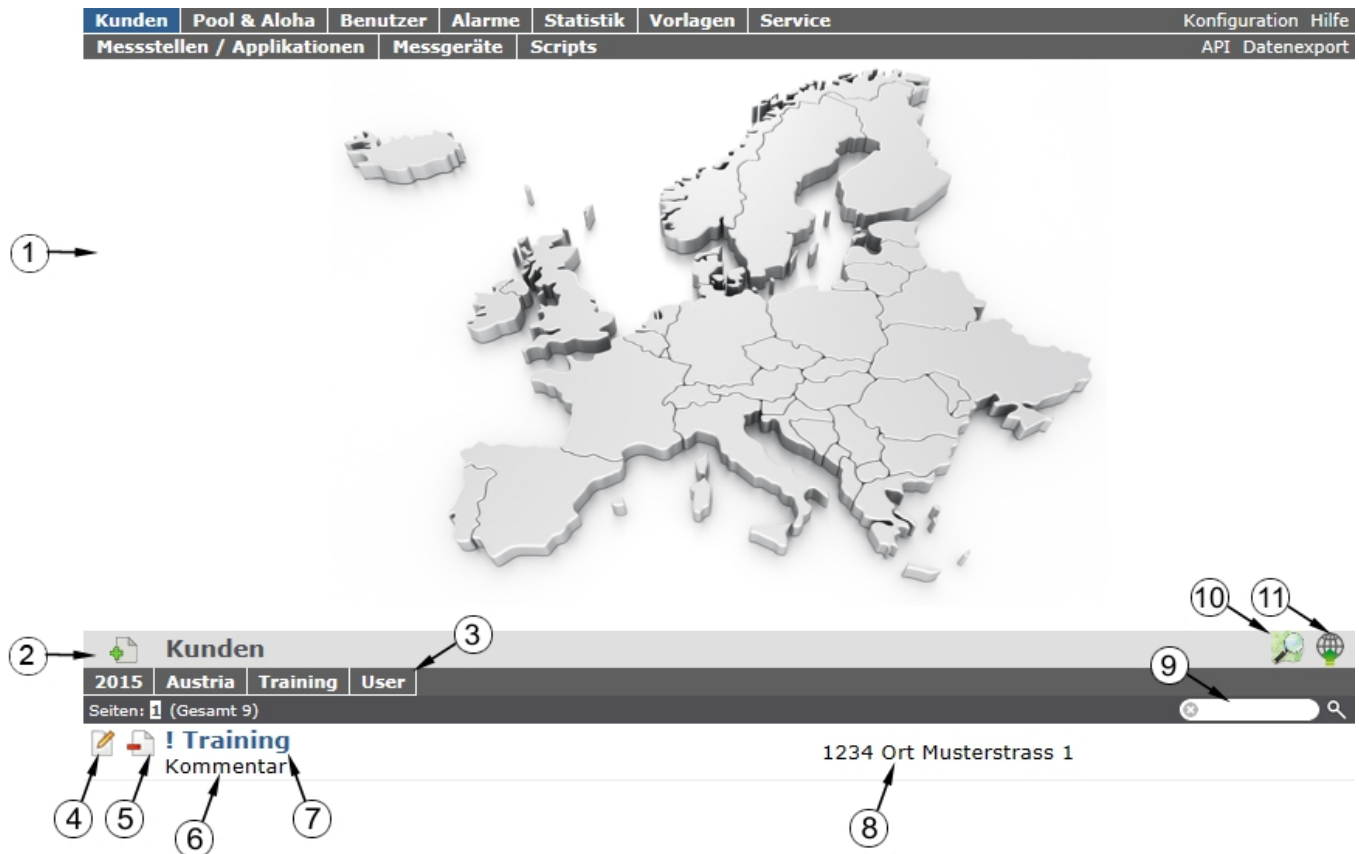 Kunden Pool & Aloha Benutzer Alarme Statistik Vorlagen Service Konfiguration Hilfe
Messstellen / Applikationen Messgeräte Scripts API Datenexport
1
10 11
2 Kunden 3
2015 Austria Training User 9
Seiten: 1 (Gesamt 9)
! Training 1234 Ort Musterstrass 1
Kommentar
4 5 6 7 8